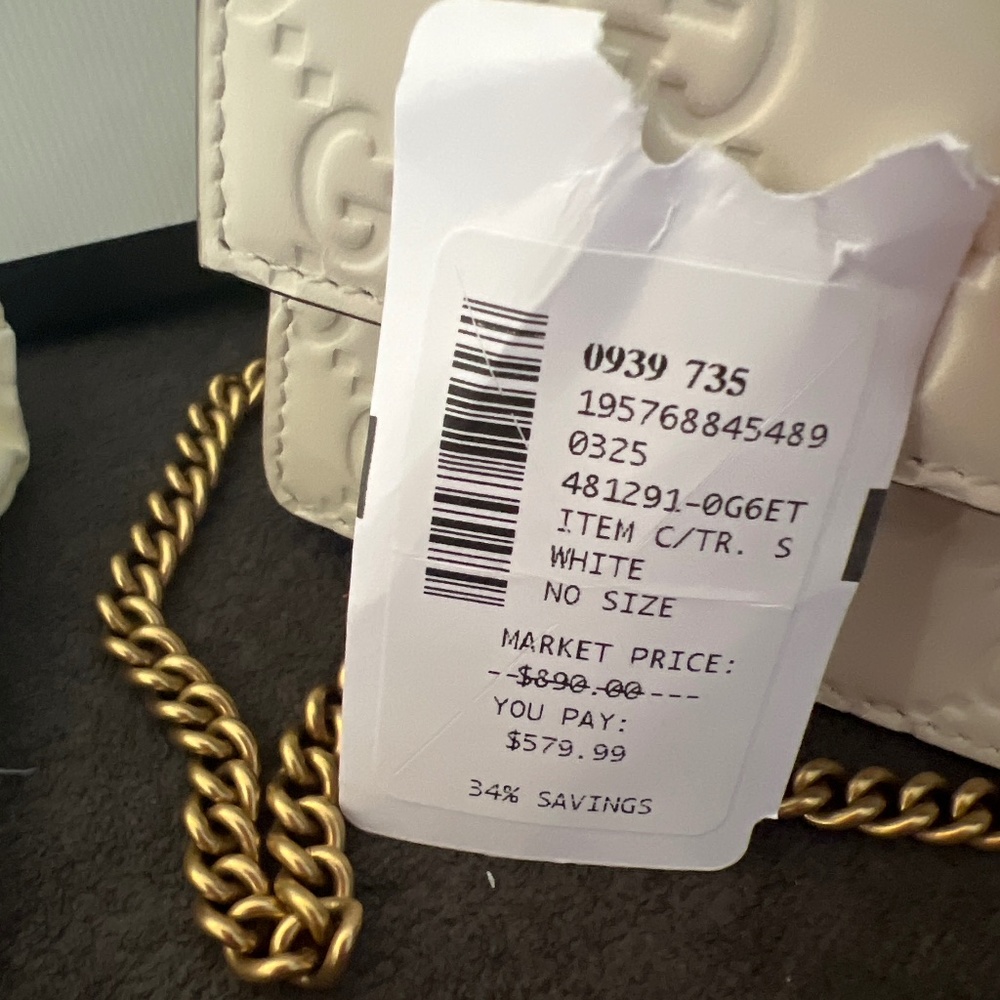 G
0939 735
195768845489
0325
481291-0G6ET
ITEM C/TR. S
WHITE
NO SIZE
MARKET PRICE:
--$890.00---
YOU PAY:
$579.99
34% SAVINGS